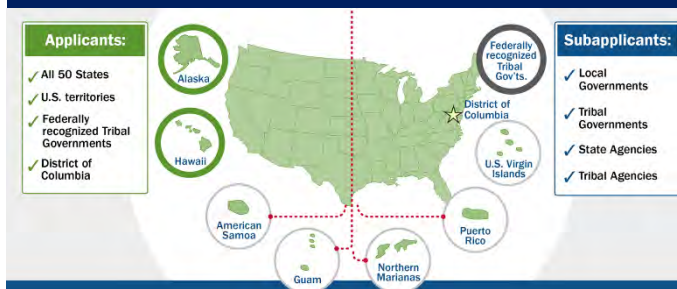 Applicants:
✓ All 50 States
✓ U.S. territories
✓ Federally
recognized Tribal
Governments
✓ District of
Columbia
Alaska
Hawaii
American
Samoa
Guam
Northern
Marianas
Puerto
Rico
U.S. Virgin
Islands
District of
Columbia
Federally
recognized
Tribal
Gov'ts.
Subapplicants:
✓ Local
Governments
✓ Tribal
Governments
✓ State Agencies
✓ Tribal Agencies